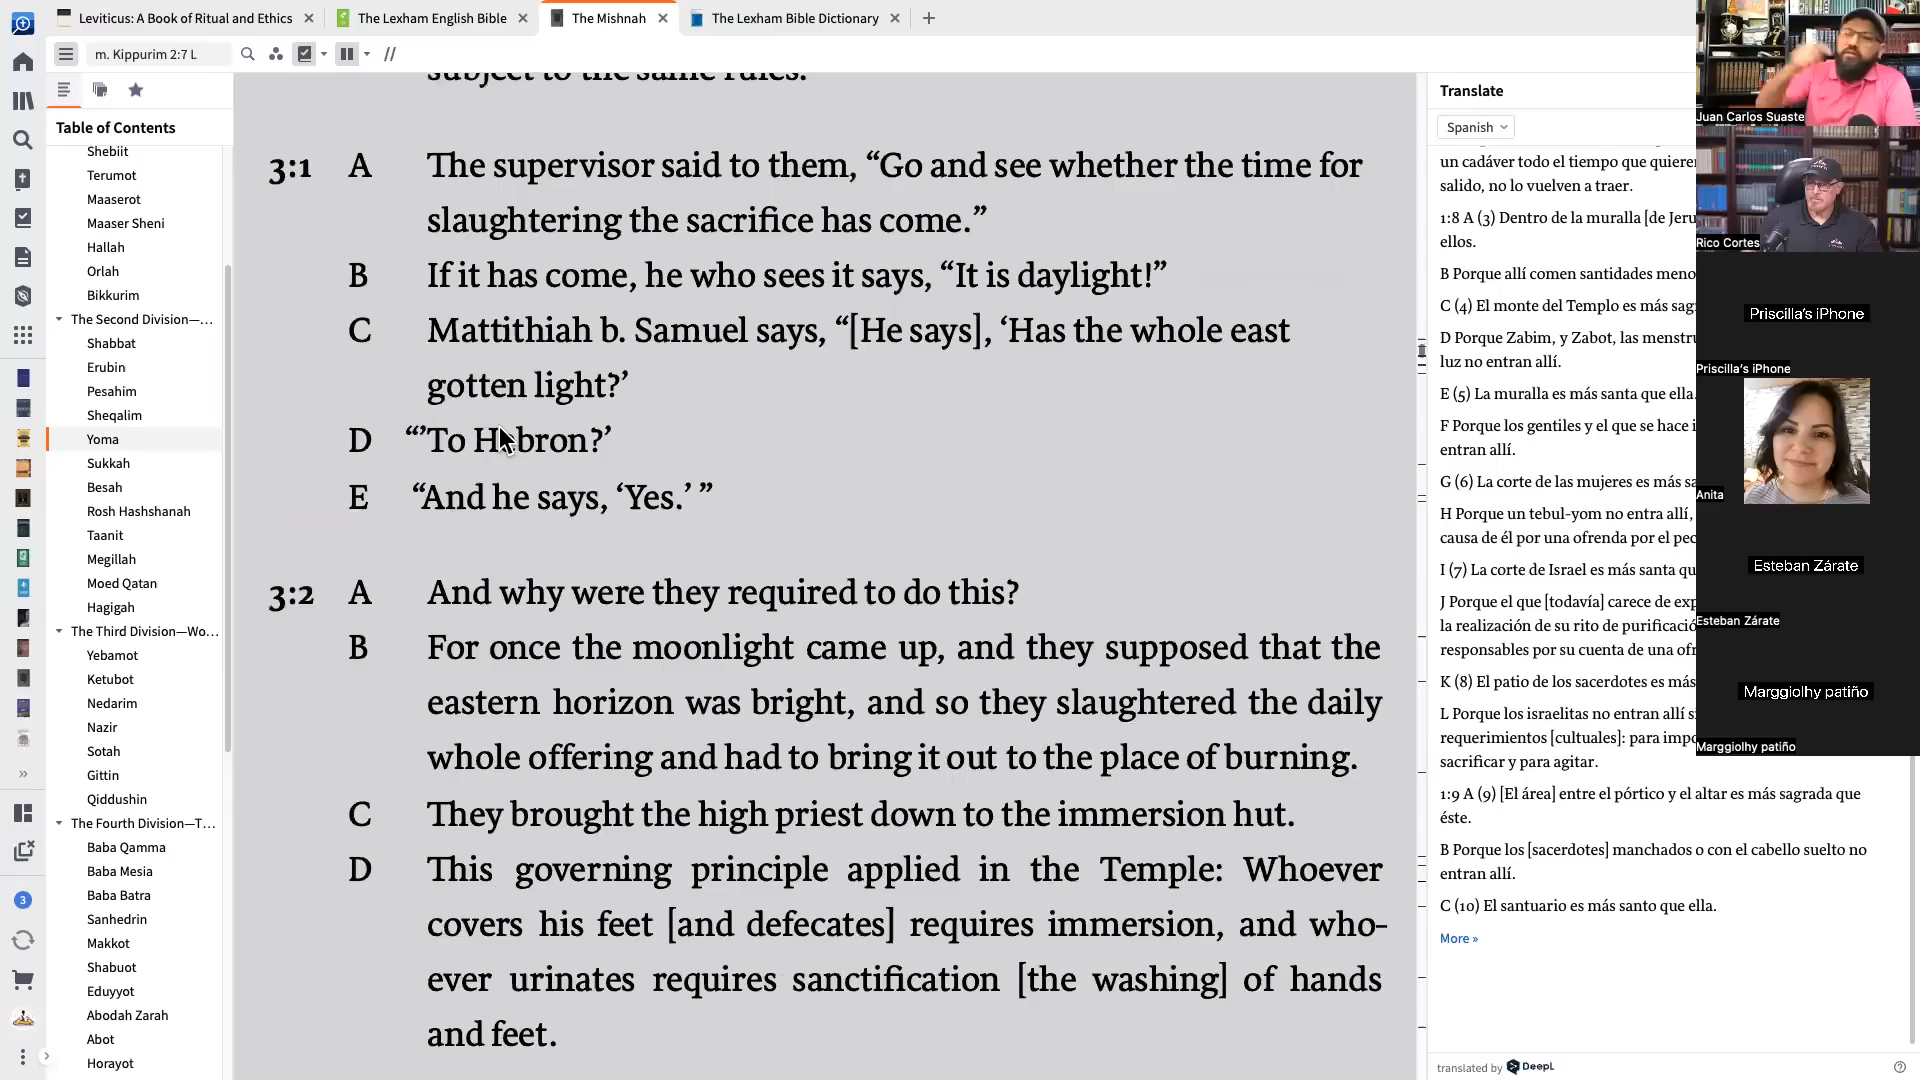 Leviticus: A Book of Ritual and Ethics
The Lexham English Bible
The Mishnah
The Lexham Bible Dictionary
m. Kippurim 2:7 L
Table of Contents
Shebiit
Terumot
Maaserot
Maaser Sheni
Hallah
Orlah
Bikkurim
The Second Division—...
Shabbat
Erubin
Pesahim
Sheqalim
Yoma
Sukkah
Besah
Rosh Hashshanah
Taanit
Megillah
Moed Qatan
Hagigah
The Third Division—Wo...
Yebamot
Ketubot
Nedarim
Nazir
Sotah
Gittin
Qiddushin
The Fourth Division—T...
Baba Qamma
Baba Mesia
Baba Batra
Sanhedrin
Makkot
Shabuot
Eduyyot
Abodah Zarah
Abot
Horayot
3
subject to the same rules.
3:1 A The supervisor said to them, “Go and see whether the time for
slaughtering the sacrifice has come.”
B If it has come, he who sees it says, “It is daylight!”
C Mattithiah b. Samuel says, “[He says], ‘Has the whole east
gotten light?’
D “‘To Hebron?’
E “And he says, ‘Yes.’ ”
3:2 A And why were they required to do this?
B For once the moonlight came up, and they supposed that the
eastern horizon was bright, and so they slaughtered the daily
whole offering and had to bring it out to the place of burning.
C They brought the high priest down to the immersion hut.
D This governing principle applied in the Temple: Whoever
covers his feet [and defecates] requires immersion, and who-
ever urinates requires sanctification [the washing] of hands
and feet.
Translate
Spanish
un cadáver todo el tiempo que
salido, no lo vuelven a traer.
1:8 A (3) Dentro de la muralla [de
ellos.
B Porque allí comen santidades
C (4) El monte del Templo es más
D Porque Zabim, y Zabot, las
luz no entran allí.
E (5) La muralla es más santa que ella.
F Porque los gentiles y el que se hace
entran allí.
G (6) La corte de las mujeres es más
H Porque un tebul-yom no entra allí,
causa de él por una ofrenda por el
I (7) La corte de Israel es más santa
J Porque el que [todavía] carece de
la realización de su rito de
responsables por su cuenta de una
K (8) El patio de los sacerdotes es más
L Porque los israelitas no entran allí
requerimientos [cultuales]: para
sacrificar y para agitar.
1:9 A (9) [El área] entre el pórtico y el altar es más sagrada que
éste.
B Porque los [sacerdotes] manchados o con el cabello suelto no
entran allí.
C (10) El santuario es más santo que ella.
More »
translated by DeepL
Juan Carlos Suaste
Rico Cortes
Priscilla’s iPhone
Priscilla’s iPhone
Anita
Esteban Zárate
Esteban Zárate
Marggiolhy patiño
Marggiolhy patiño